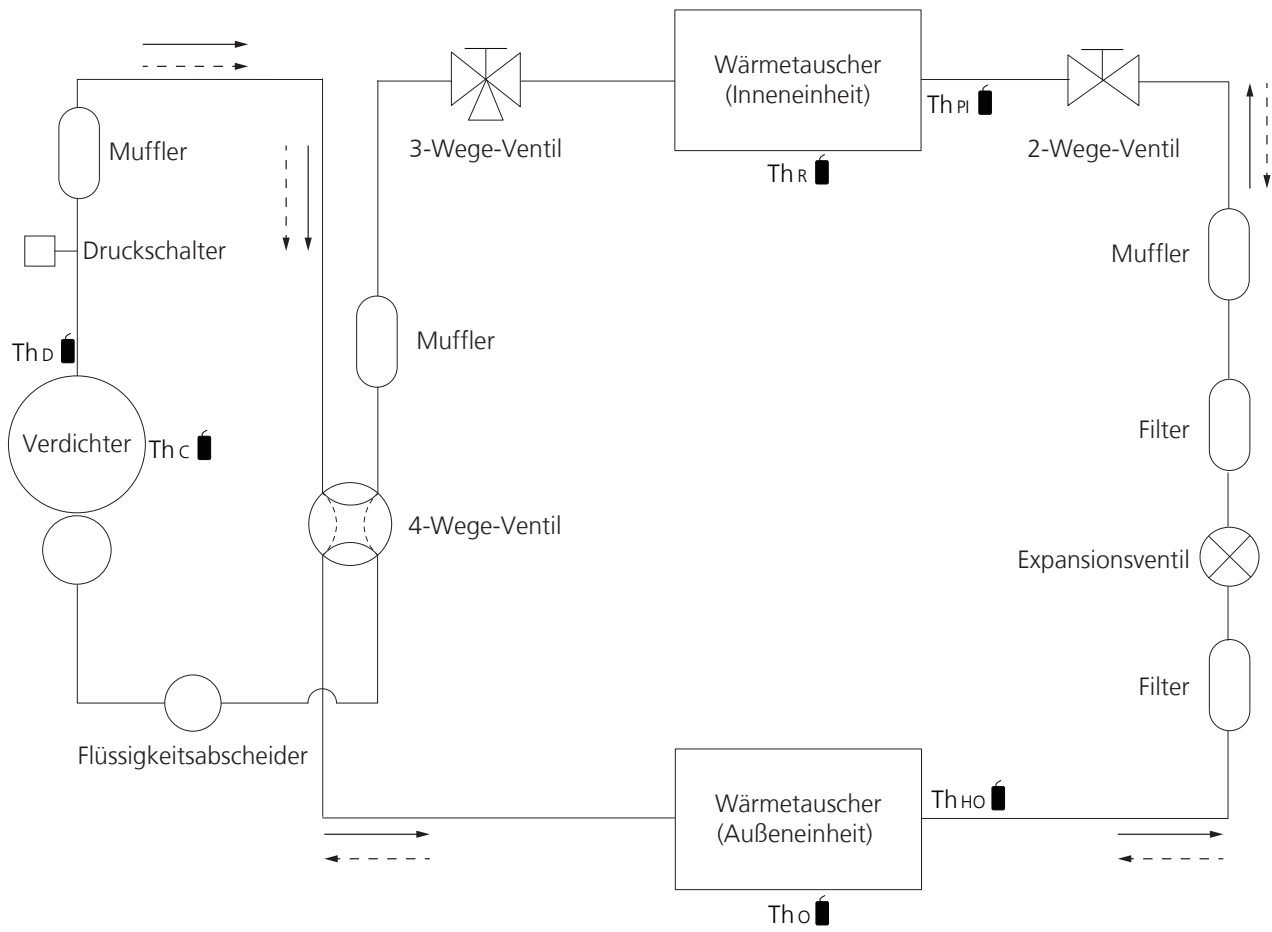 Wärmetauscher
(Inneneinheit)
Th PI
Th R
3-Wege-Ventil
2-Wege-Ventil
Muffler
Druckschalter
Th D
Verdichter
Th C
Muffler
4-Wege-Ventil
Flüssigkeitsabscheider
Muffler
Filter
Expansionsventil
Filter
Wärmetauscher
(Außeneinheit)
Th HO
Th O